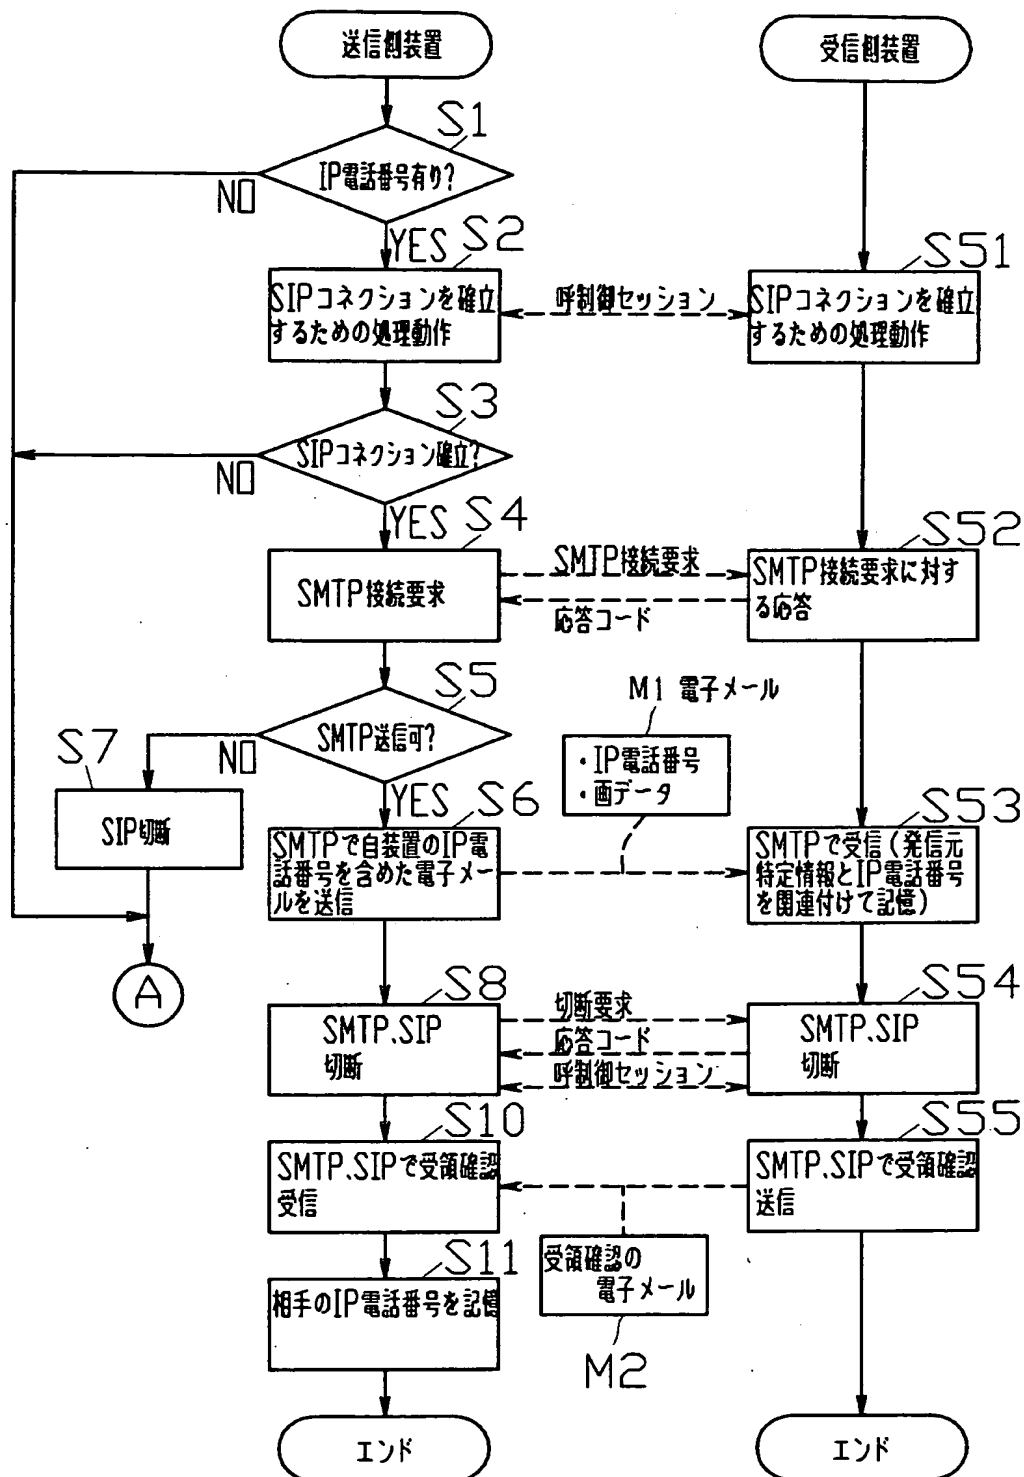 送信側装置
受信側装置
S1
IP電話番号有り?
NO
YES
S2
SIPコネクションを確立
するための処理動作
呼制御セッション
S51
SIPコネクションを確立
するための処理動作
S3
SIPコネクション確立?
NO
YES
S4
SMTP接続要求
SMTP接続要求
応答コード
S52
SMTP接続要求に対す
る応答
S5
SMTP送信可?
NO
YES
S7
SIP切断
M1 電子メール
・IP電話番号
・画データ
S6
SMTPで自装置のIP電
話番号を含めた電子メー
ルを送信
S53
SMTPで受信(発信元
特定情報とIP電話番号
を関連付けて記憶)
A
S8
SMTP.SIP
切断
切断要求
応答コード
呼制御セッション
S54
SMTP.SIP
切断
S10
SMTP.SIPで受領確認
受信
S55
SMTP.SIPで受領確認
送信
受領確認の
電子メール
M2
S11
相手のIP電話番号を記憶
エンド
エンド